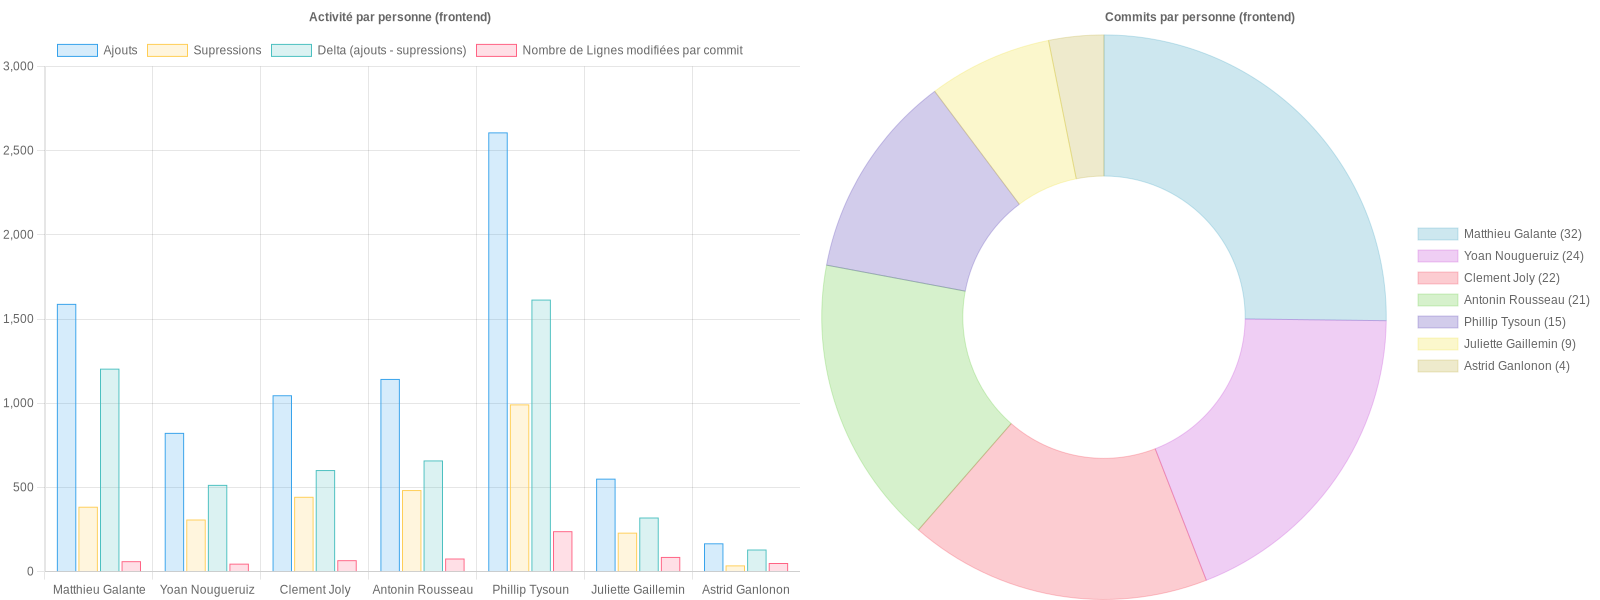 Activité par personne (frontend)
Ajouts Supressions Delta (ajouts - supressions) Nombre de Lignes modifiées par commit
3,000
2,500
2,000
1,500
1,000
500
0
Matthieu Galante Yoan Nougueruiz Clement Joly Antonin Rousseau Phillip Tysoun Juliette Gaillemin Astrid Ganlonon
Commits par personne (frontend)
Matthieu Galante (32)
Yoan Nougueruiz (24)
Clement Joly (22)
Antonin Rousseau (21)
Phillip Tysoun (15)
Juliette Gaillemin (9)
Astrid Ganlonon (4)